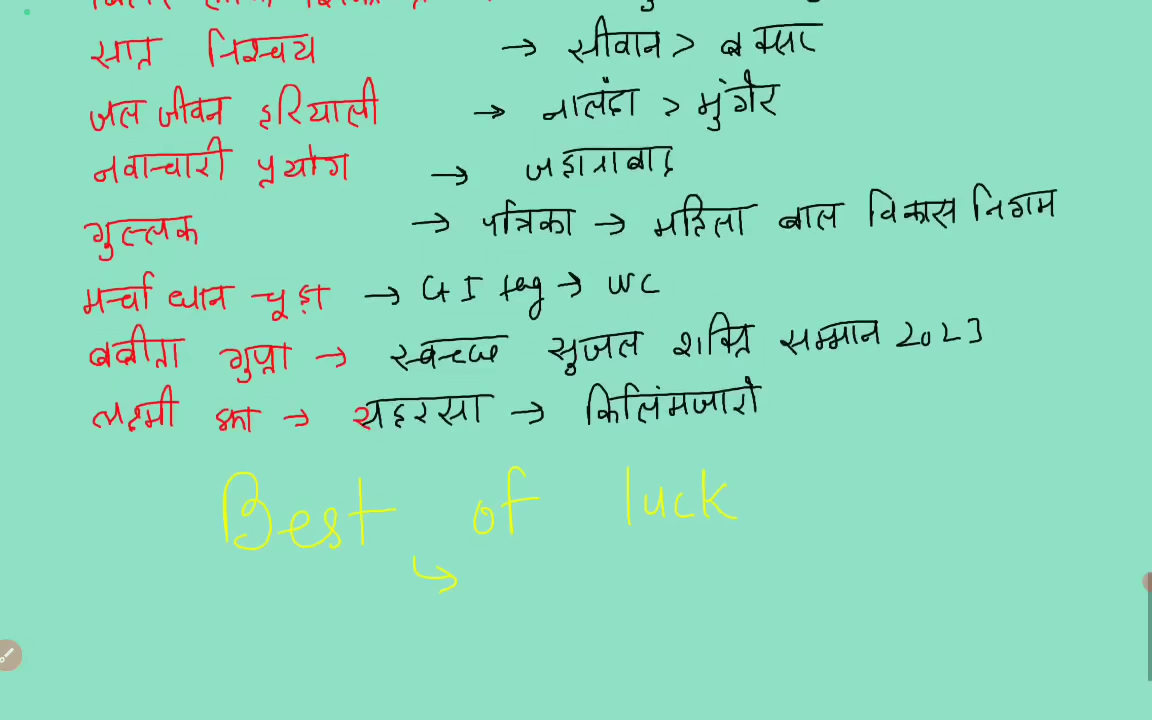 सात निश्चय → सीवान > बक्सर
जल जीवन हरियाली → नालंदा > मुंगेर
नवाचारी प्रयोग → जहानाबाद
गुल्लक → पत्रिका → महिला बाल विकास निगम
मर्चा धान चूड़ा → GI tag → WC
बबीता गुप्ता → स्वच्छ सुजल शक्ति सम्मान 2023
लक्ष्मी झा → सहरसा → किलिंमजारो
Best of luck
↳